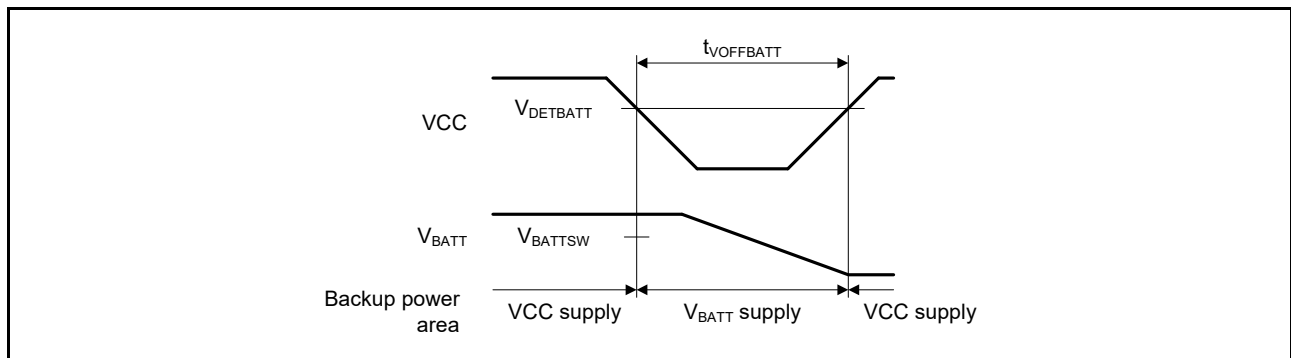 tVOFFBATT
VCC
VDETBATT
VBATT
VBATTSW
Backup power
area
VCC supply
VBATT supply
VCC supply